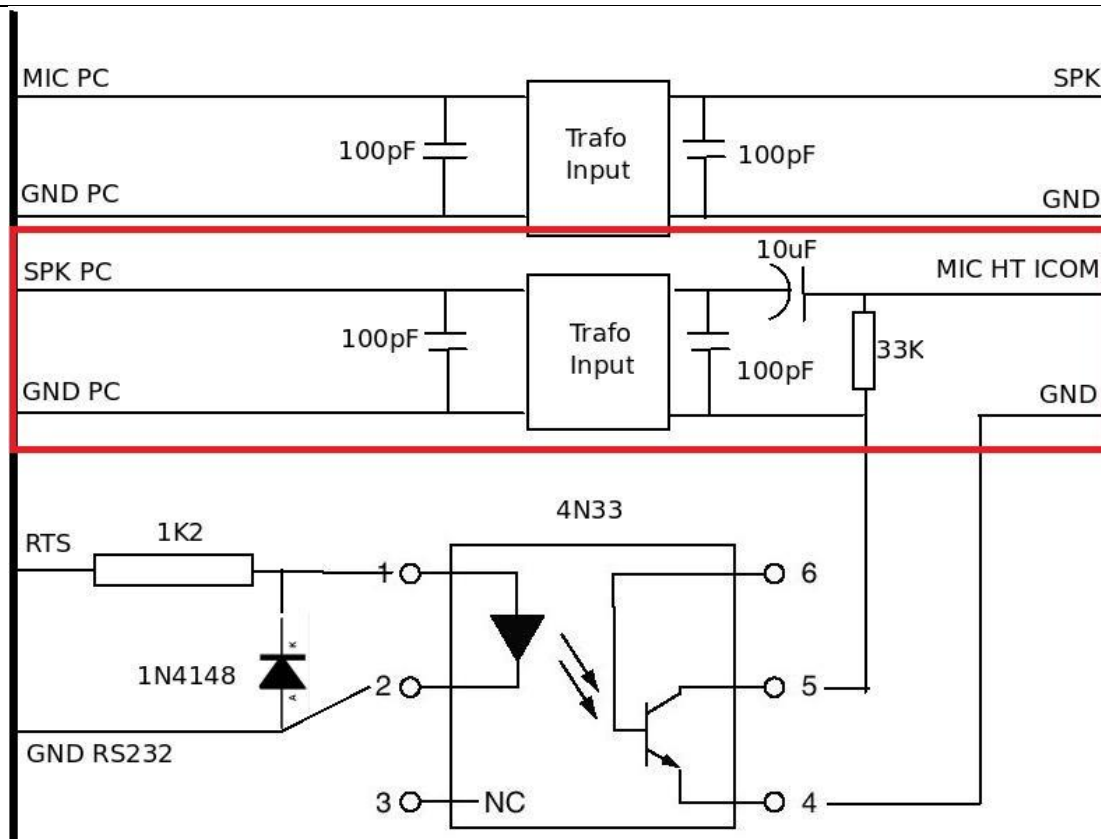 MIC PC
SPK
100pF
Trafo
Input
100pF
GND PC
GND
10uF
SPK PC
MIC HT ICOM
100pF
Trafo
Input
33K
100pF
GND PC
GND
4N33
1K2
RTS
1
6
K
1N4148
2
5
A
GND RS232
3
NC
4